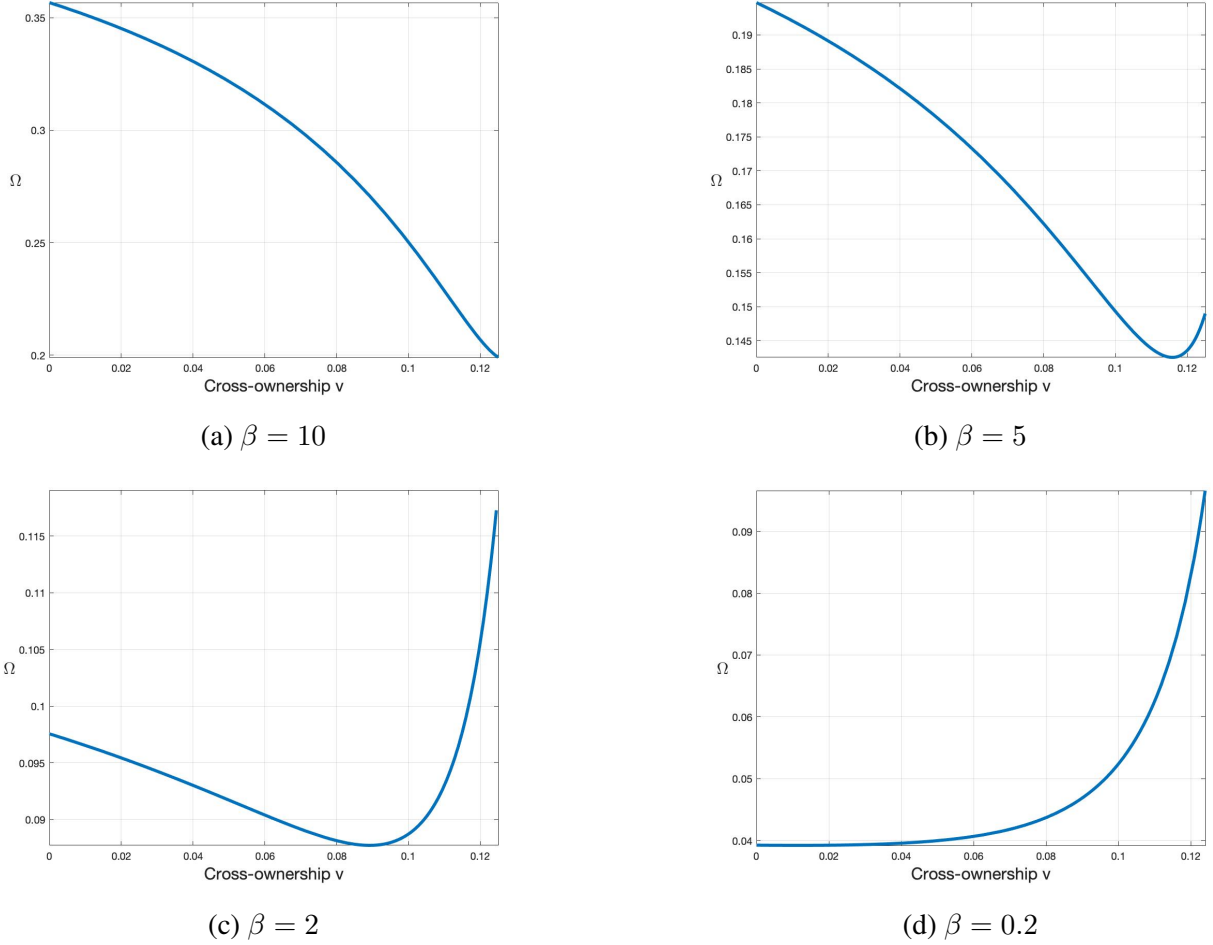 0.35
0.3
Ω
0.25
0.2
0 0.02 0.04 0.06 0.08 0.1 0.12
Cross-ownership v
(a) β = 10
0.19
0.185
0.18
0.175
0.17
Ω
0.165
0.16
0.155
0.15
0.145
0 0.02 0.04 0.06 0.08 0.1 0.12
Cross-ownership v
(b) β = 5
0.115
0.11
0.105
Ω
0.1
0.095
0.09
0 0.02 0.04 0.06 0.08 0.1 0.12
Cross-ownership v
(c) β = 2
0.09
0.08
0.07
Ω
0.06
0.05
0.04
0 0.02 0.04 0.06 0.08 0.1 0.12
Cross-ownership v
(d) β = 0.2